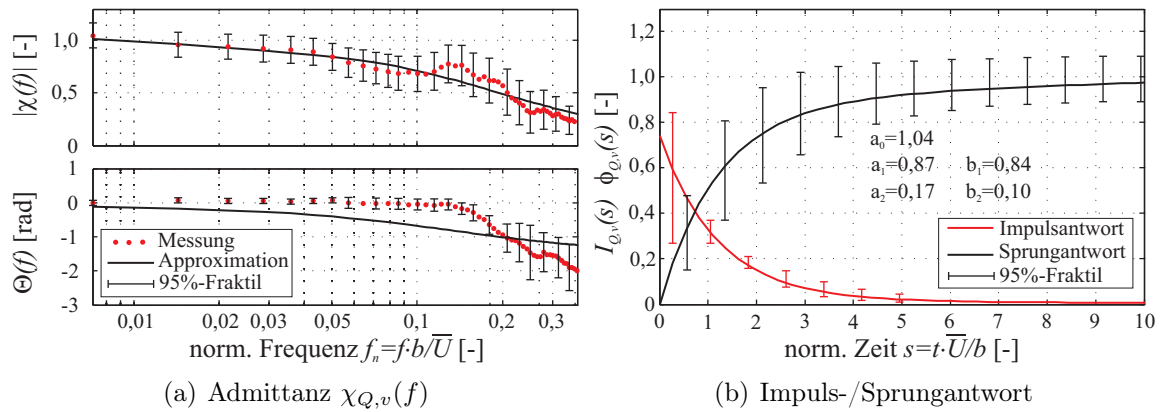 |χ(f)| [-]
1,0
0,5
0
Θ(f) [rad]
1
0
-1
-2
-3
Messung
Approximation
95%-Fraktil
0,01 0,02 0,03 0,05 0,1 0,2 0,3
norm. Frequenz fₙ=f·b/U̅ [-]
(a) Admittanz χ_{Q,v}(f)
I_{Q,v}(s) ϕ_{Q,v}(s) [-]
1,4
1,2
1,0
0,8
0,6
0,4
0,2
0
a₀=1,04
a₁=0,87 b₁=0,84
a₂=0,17 b₂=0,10
Impulsantwort
Sprungantwort
95%-Fraktil
0 1 2 3 4 5 6 7 8 9 10
norm. Zeit s=t·U̅/b [-]
(b) Impuls-/Sprungantwort